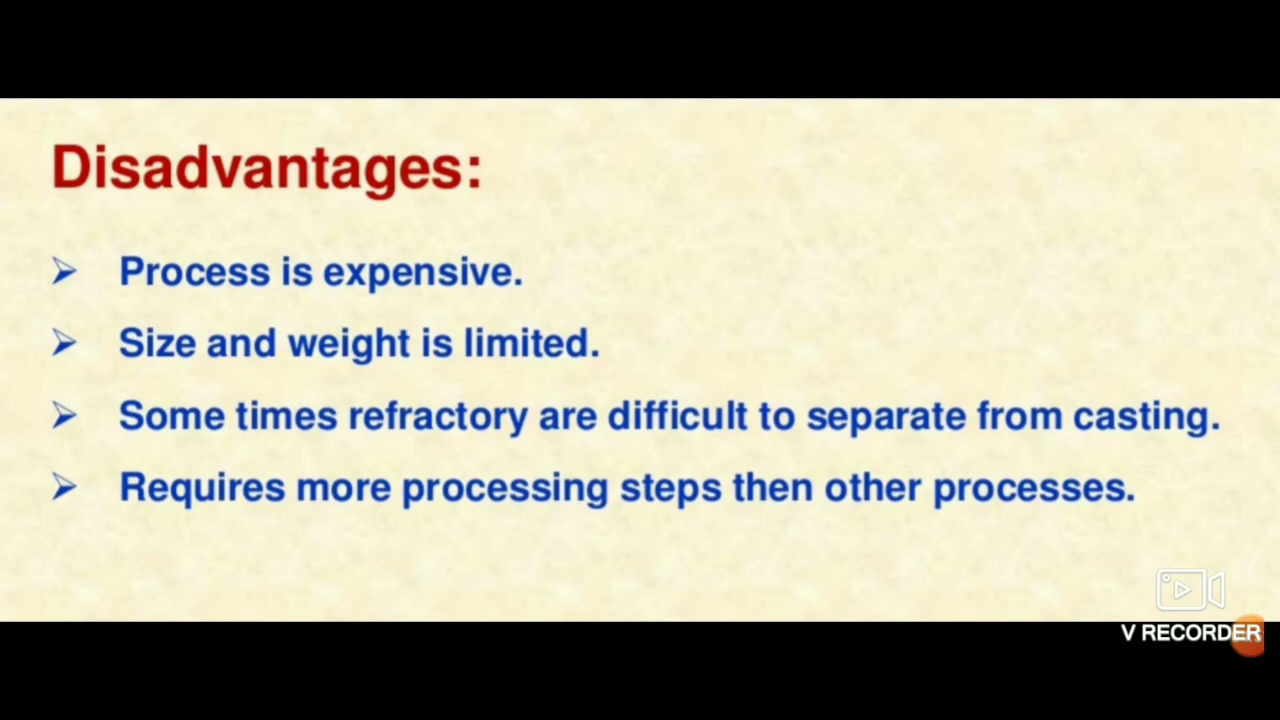 Disadvantages:
➢ Process is expensive.
➢ Size and weight is limited.
➢ Some times refractory are difficult to separate from casting.
➢ Requires more processing steps then other processes.
V RECORDER